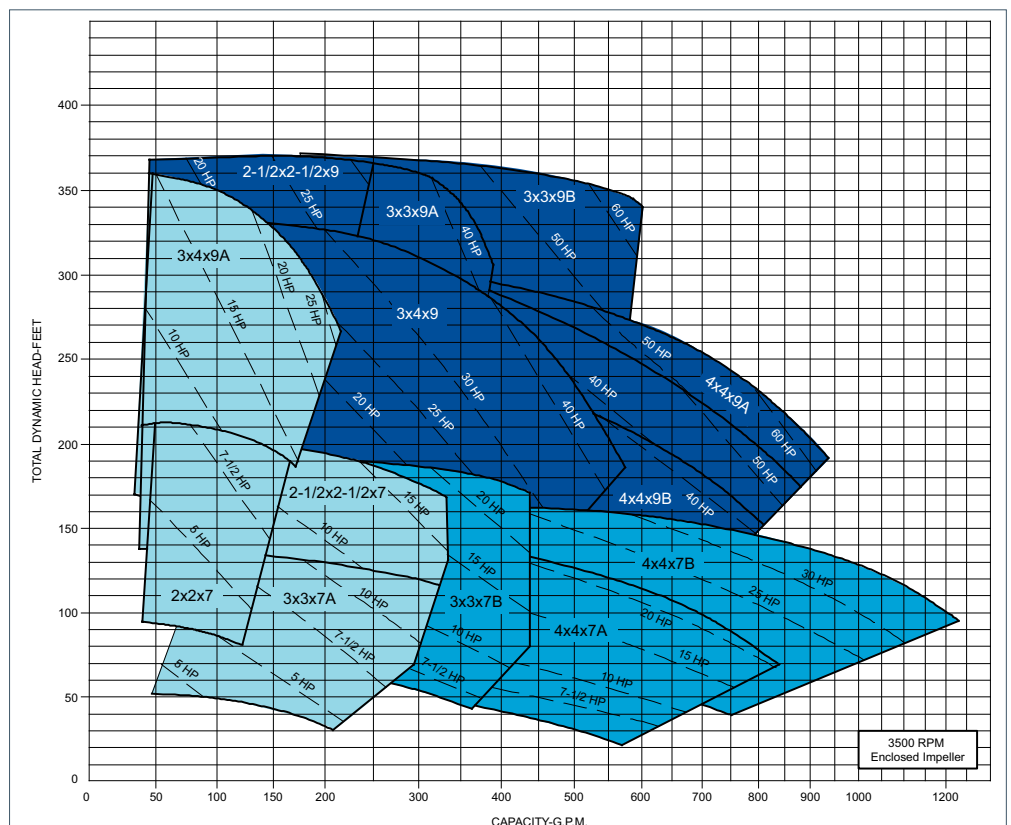 TOTAL DYNAMIC HEAD-FEET
400
350
300
250
200
150
100
50
0
20 HP
2-1/2x2-1/2x9
25 HP
3x3x9A
3x3x9B
60 HP
40 HP
50 HP
3x4x9A
20 HP
25 HP
15 HP
10 HP
3x4x9
50 HP
30 HP
40 HP
4x4x9A
20 HP
25 HP
40 HP
60 HP
50 HP
7-1/2 HP
2-1/2x2-1/2x7
15 HP
20 HP
4x4x9B
40 HP
5 HP
10 HP
15 HP
4x4x7B
30 HP
25 HP
2x2x7
3x3x7A
10 HP
3x3x7B
20 HP
10 HP
4x4x7A
7-1/2 HP
15 HP
5 HP
5 HP
7-1/2 HP
10 HP
7-1/2 HP
3500 RPM
Enclosed Impeller
0 50 100 150 200 300 400 500 600 700 800 900 1000 1200
CAPACITY-G.P.M.